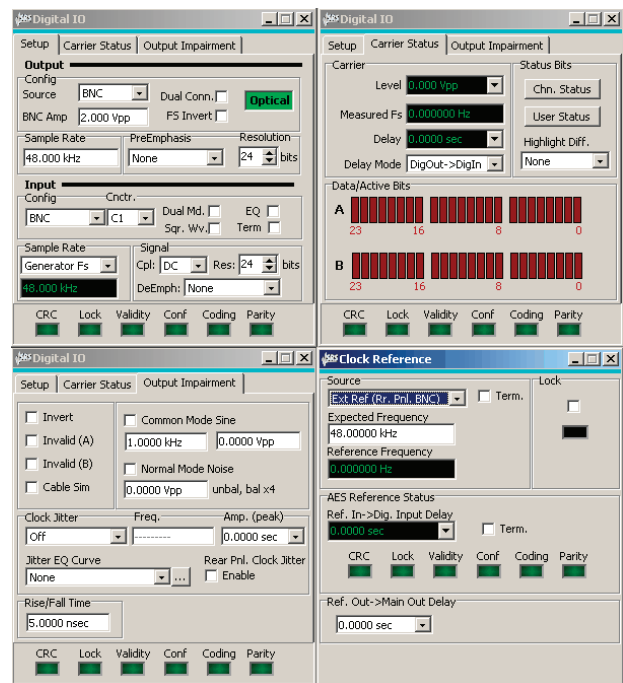 SRS Digital IO
Setup Carrier Status Output Impairment
Output
Config
Source BNC Dual Conn. Optical
BNC Amp 2.000 Vpp FS Invert
Sample Rate PreEmphasis Resolution
48.000 kHz None 24 bits
Input
Config Cnctr.
BNC C1 Dual Md. EQ
Sqr. Wv. Term
Sample Rate Signal
Generator Fs Cpl: DC Res: 24 bits
48.000 kHz DeEmph: None
CRC Lock Validity Conf Coding Parity
SRS Digital IO
Setup Carrier Status Output Impairment
Carrier Status Bits
Level 0.000 Vpp Chn. Status
Measured Fs 0.000000 Hz User Status
Delay 0.0000 sec Highlight Diff.
Delay Mode DigOut->DigIn None
Data/Active Bits
A
23 16 8 0
B
23 16 8 0
CRC Lock Validity Conf Coding Parity
SRS Digital IO
Setup Carrier Status Output Impairment
Invert Common Mode Sine
Invalid (A) 1.0000 kHz 0.0000 Vpp
Invalid (B) Normal Mode Noise
Cable Sim 0.0000 Vpp unbal, bal x4
Clock Jitter Freq. Amp. (peak)
Off --------- 0.0000 sec
Jitter EQ Curve Rear Pnl. Clock Jitter
None ... Enable
Rise/Fall Time
5.0000 nsec
CRC Lock Validity Conf Coding Parity
SRS Clock Reference
Source Lock
Ext Ref (Rr. Pnl. BNC) Term.
Expected Frequency
48.00000 kHz
Reference Frequency
0.000000 Hz
AES Reference Status
Ref. In->Dig. Input Delay
0.0000 sec Term.
CRC Lock Validity Conf Coding Parity
Ref. Out->Main Out Delay
0.0000 sec